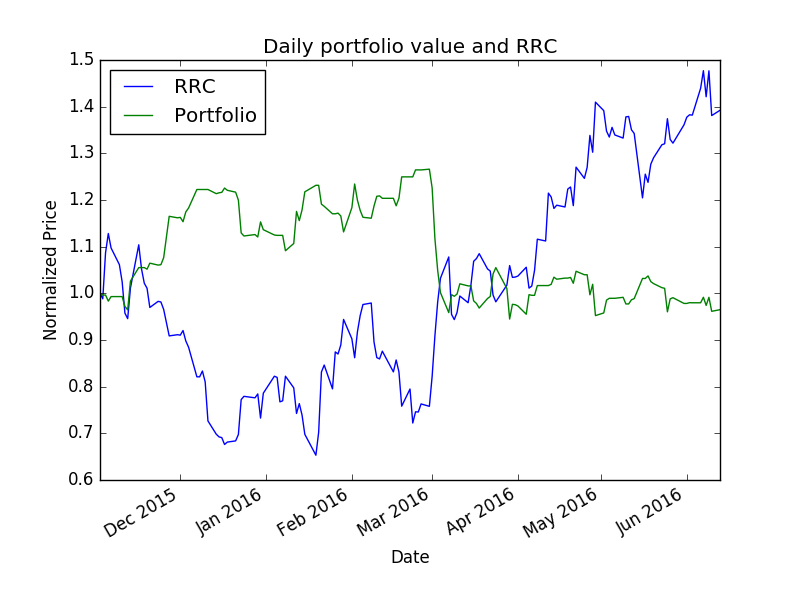 Daily portfolio value and RRC
RRC
Portfolio
1.5
1.4
1.3
1.2
1.1
1.0
0.9
0.8
0.7
0.6
Normalized Price
Dec 2015
Jan 2016
Feb 2016
Mar 2016
Apr 2016
May 2016
Jun 2016
Date